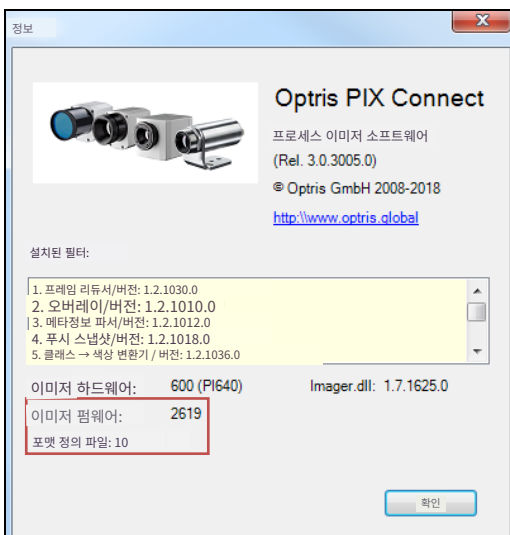 정보
Optris PIX Connect
프로세스 이미저 소프트웨어
(Rel. 3.0.3005.0)
© Optris GmbH 2008-2018
http:\\www.optris.global
설치된 필터:
1. 프레임 리듀서/버전: 1.2.1030.0
2. 오버레이/버전: 1.2.1010.0
3. 메타정보 파서/버전: 1.2.1012.0
4. 푸시 스냅샷/버전: 1.2.1018.0
5. 클래스 → 색상 변환기 / 버전: 1.2.1036.0
이미저 하드웨어: 600 (PI640) Imager.dll: 1.7.1625.0
이미저 펌웨어: 2619
포맷 정의 파일: 10
확인